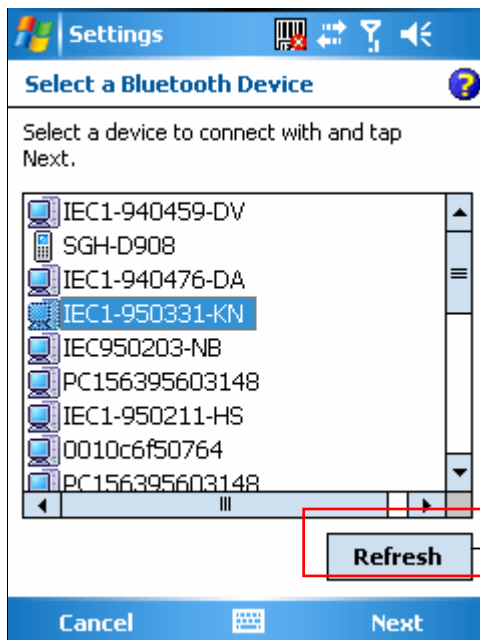 Settings
Select a Bluetooth Device
Select a device to connect with and tap
Next.
IEC1-940459-DV
SGH-D908
IEC1-940476-DA
IEC1-950331-KN
IEC950203-NB
PC156395603148
IEC1-950211-HS
0010c6f50764
PC156395603148
Refresh
Cancel
Next